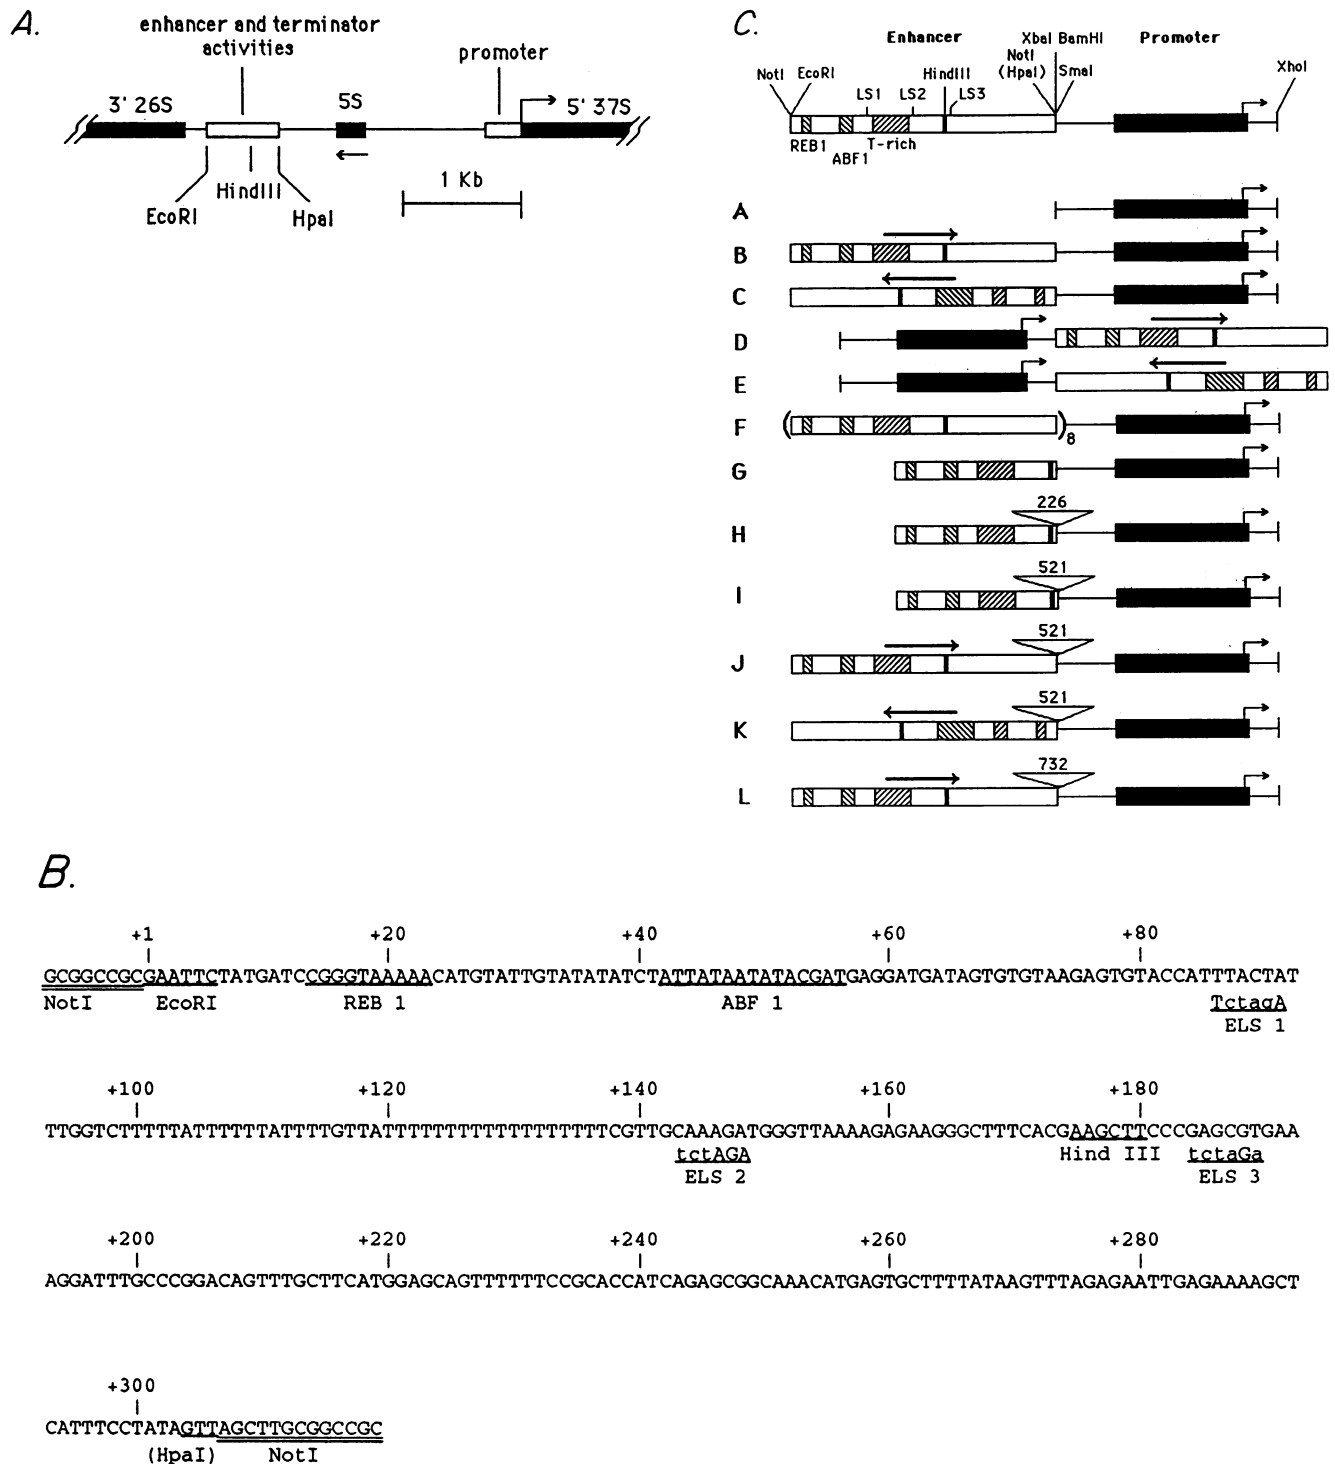 A.
enhancer and terminator
activities
promoter
3' 26S
5S
5' 37S
HindIII
EcoRI
HpaI
1 Kb
C.
Enhancer
XbaI BamHI
Promoter
NotI
EcoRI
HindIII
NotI
(HpaI)
SmaI
XhoI
LS1
LS2
LS3
REB1
ABF1
T-rich
A
B
C
D
E
F
8
G
226
H
521
I
521
J
521
K
732
L
B.
+1 +20 +40 +60 +80
GCGGCCGCGAATTCTATGATCCGGGTAAAAACATGTATTGTATATATCTATTATAATATACGATGAGGATGATAGTGTGTAAGAGTGTACCATTTACTAT
NotI EcoRI REB 1 ABF 1 TctagA
ELS 1
+100 +120 +140 +160 +180
TTGGTCTTTTTATTTTTTATTTTGTTATTTTTTTTTTTTTTTTTCGTTGCAAAGATGGGTTAAAAGAGAAGGGCTTTCACGAAGCTTCCCGAGCGTGAA
tctAGA Hind III tctaGa
ELS 2 ELS 3
+200 +220 +240 +260 +280
AGGATTTGCCCGGACAGTTTGCTTCATGGAGCAGTTTTTTCCGCACCATCAGAGCGGCAAACATGAGTGCTTTTATAAGTTTAGAGAATTGAGAAAAGCT
+300
CATTTCCTATAGTTAGCTTGCGGCCGC
(HpaI) NotI